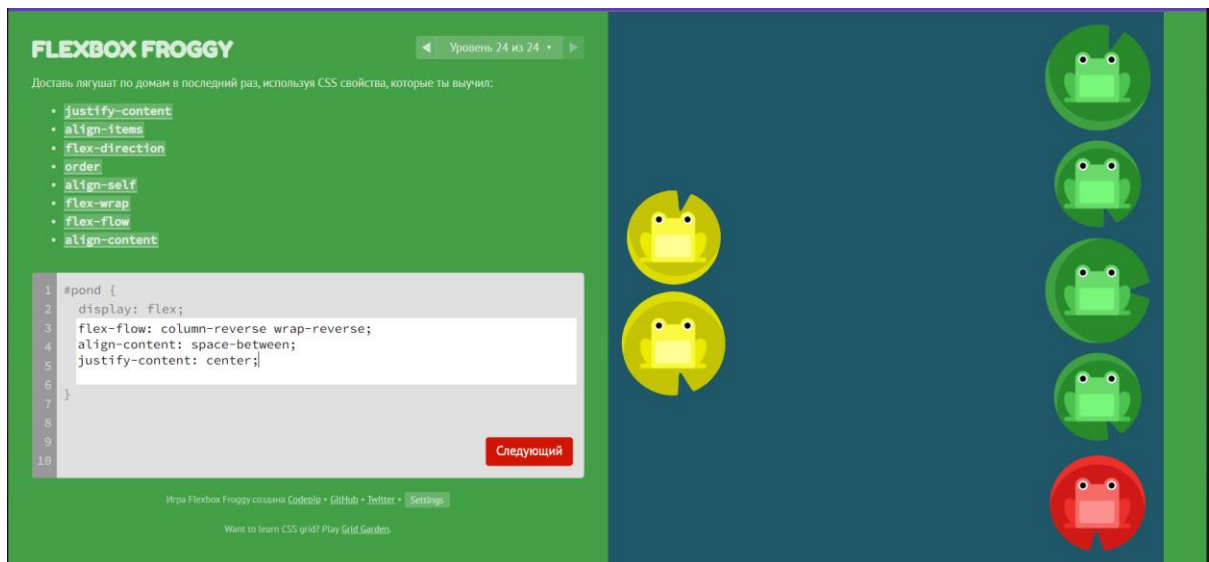 FLEXBOX FROGGY
◀ Уровень 24 из 24 ▾ ▶
Доставь лягушат по домам в последний раз, используя CSS свойства, которые ты выучил:
• justify-content
• align-items
• flex-direction
• order
• align-self
• flex-wrap
• flex-flow
• align-content
1 #pond {
2 display: flex;
3 flex-flow: column-reverse wrap-reverse;
4 align-content: space-between;
5 justify-content: center;
6
7 }
8
9
10
Следующий
Игра Flexbox Froggy создана Codepip • GitHub • Twitter • Settings
Want to learn CSS grid? Play Grid Garden.